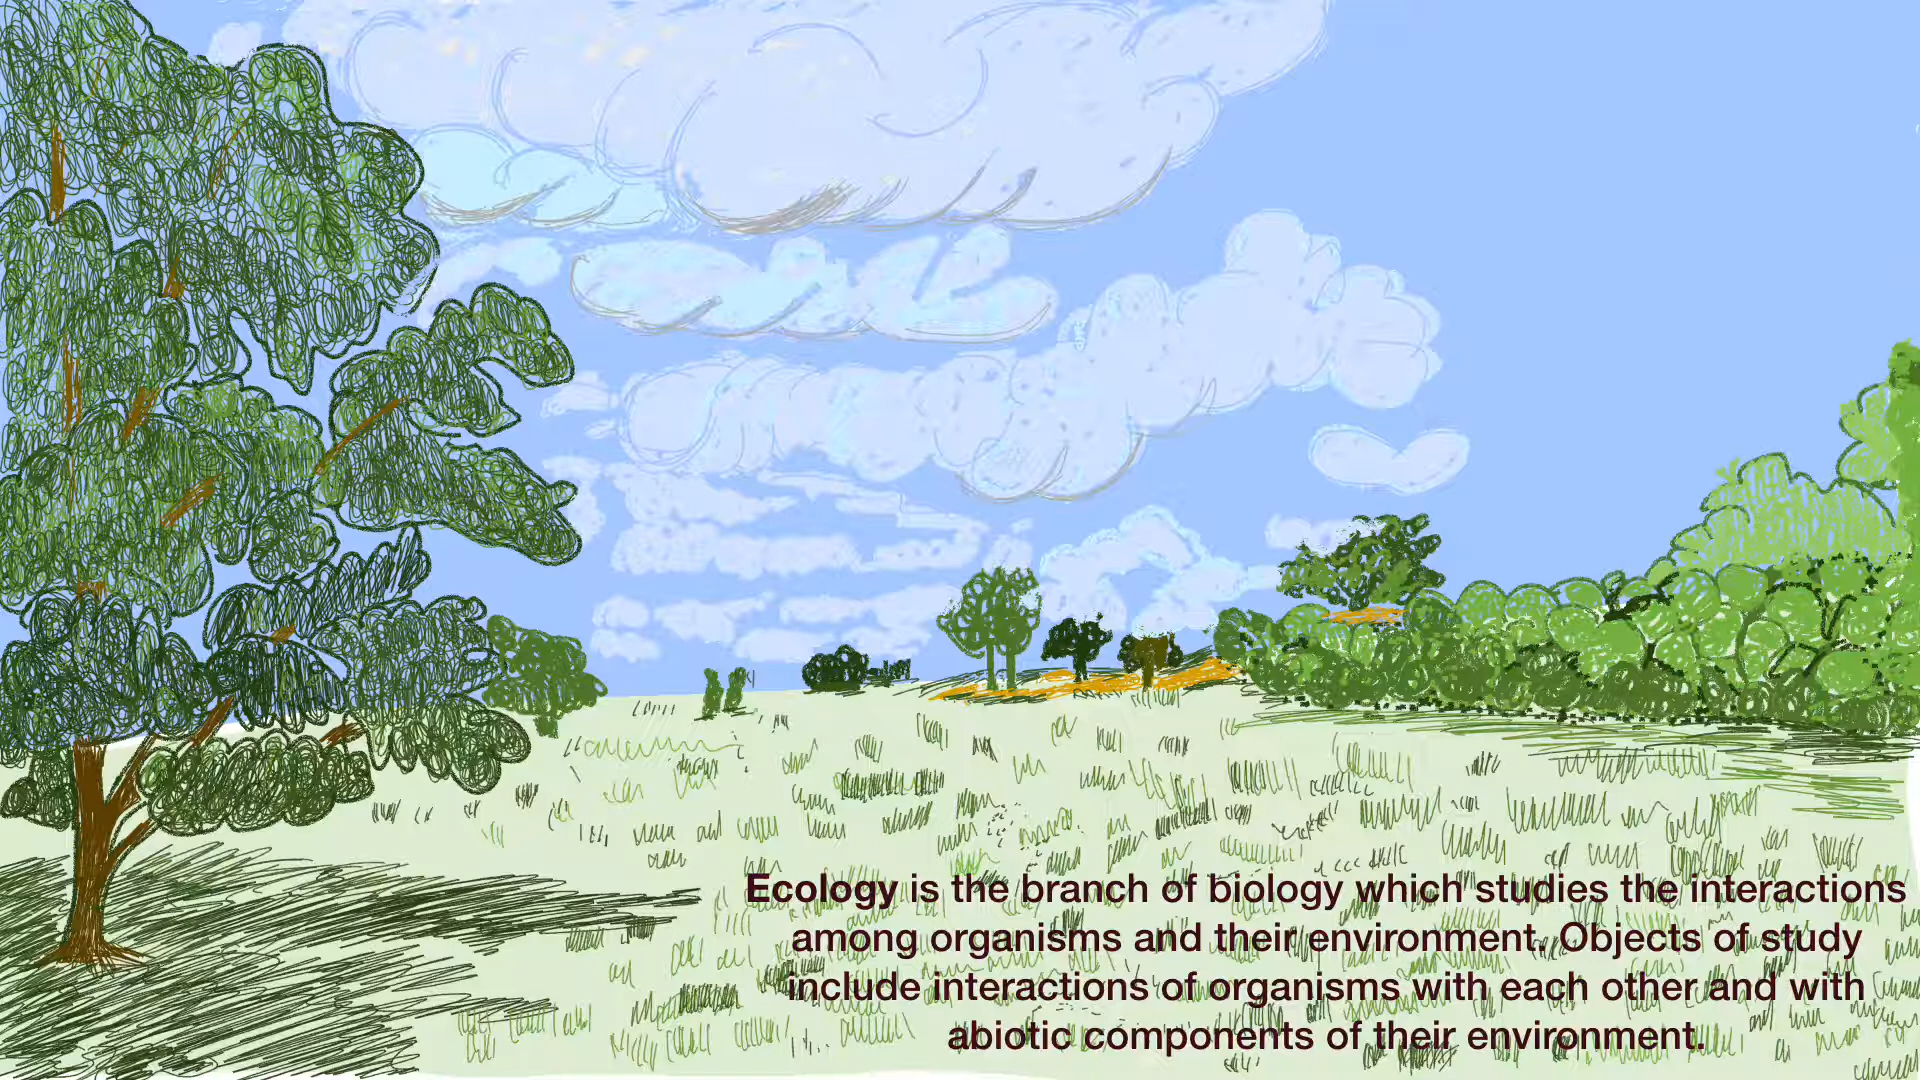 Ecology is the branch of biology which studies the interactions
among organisms and their environment. Objects of study
include interactions of organisms with each other and with
abiotic components of their environment.